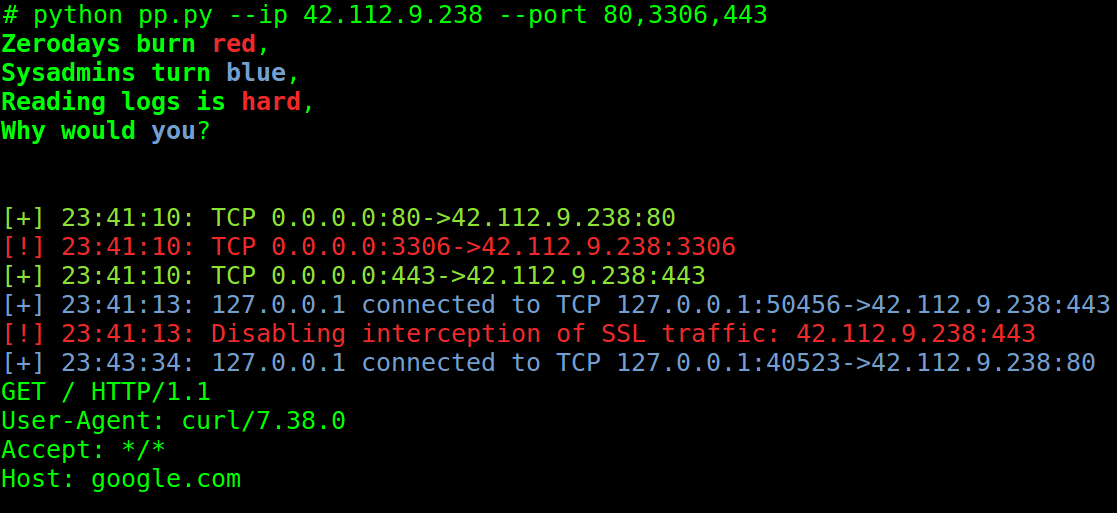 # python pp.py --ip 42.112.9.238 --port 80,3306,443
Zerodays burn red,
Sysadmins turn blue,
Reading logs is hard,
Why would you?
[+] 23:41:10: TCP 0.0.0.0:80->42.112.9.238:80
[!] 23:41:10: TCP 0.0.0.0:3306->42.112.9.238:3306
[+] 23:41:10: TCP 0.0.0.0:443->42.112.9.238:443
[+] 23:41:13: 127.0.0.1 connected to TCP 127.0.0.1:50456->42.112.9.238:443
[!] 23:41:13: Disabling interception of SSL traffic: 42.112.9.238:443
[+] 23:43:34: 127.0.0.1 connected to TCP 127.0.0.1:40523->42.112.9.238:80
GET / HTTP/1.1
User-Agent: curl/7.38.0
Accept: */*
Host: google.com